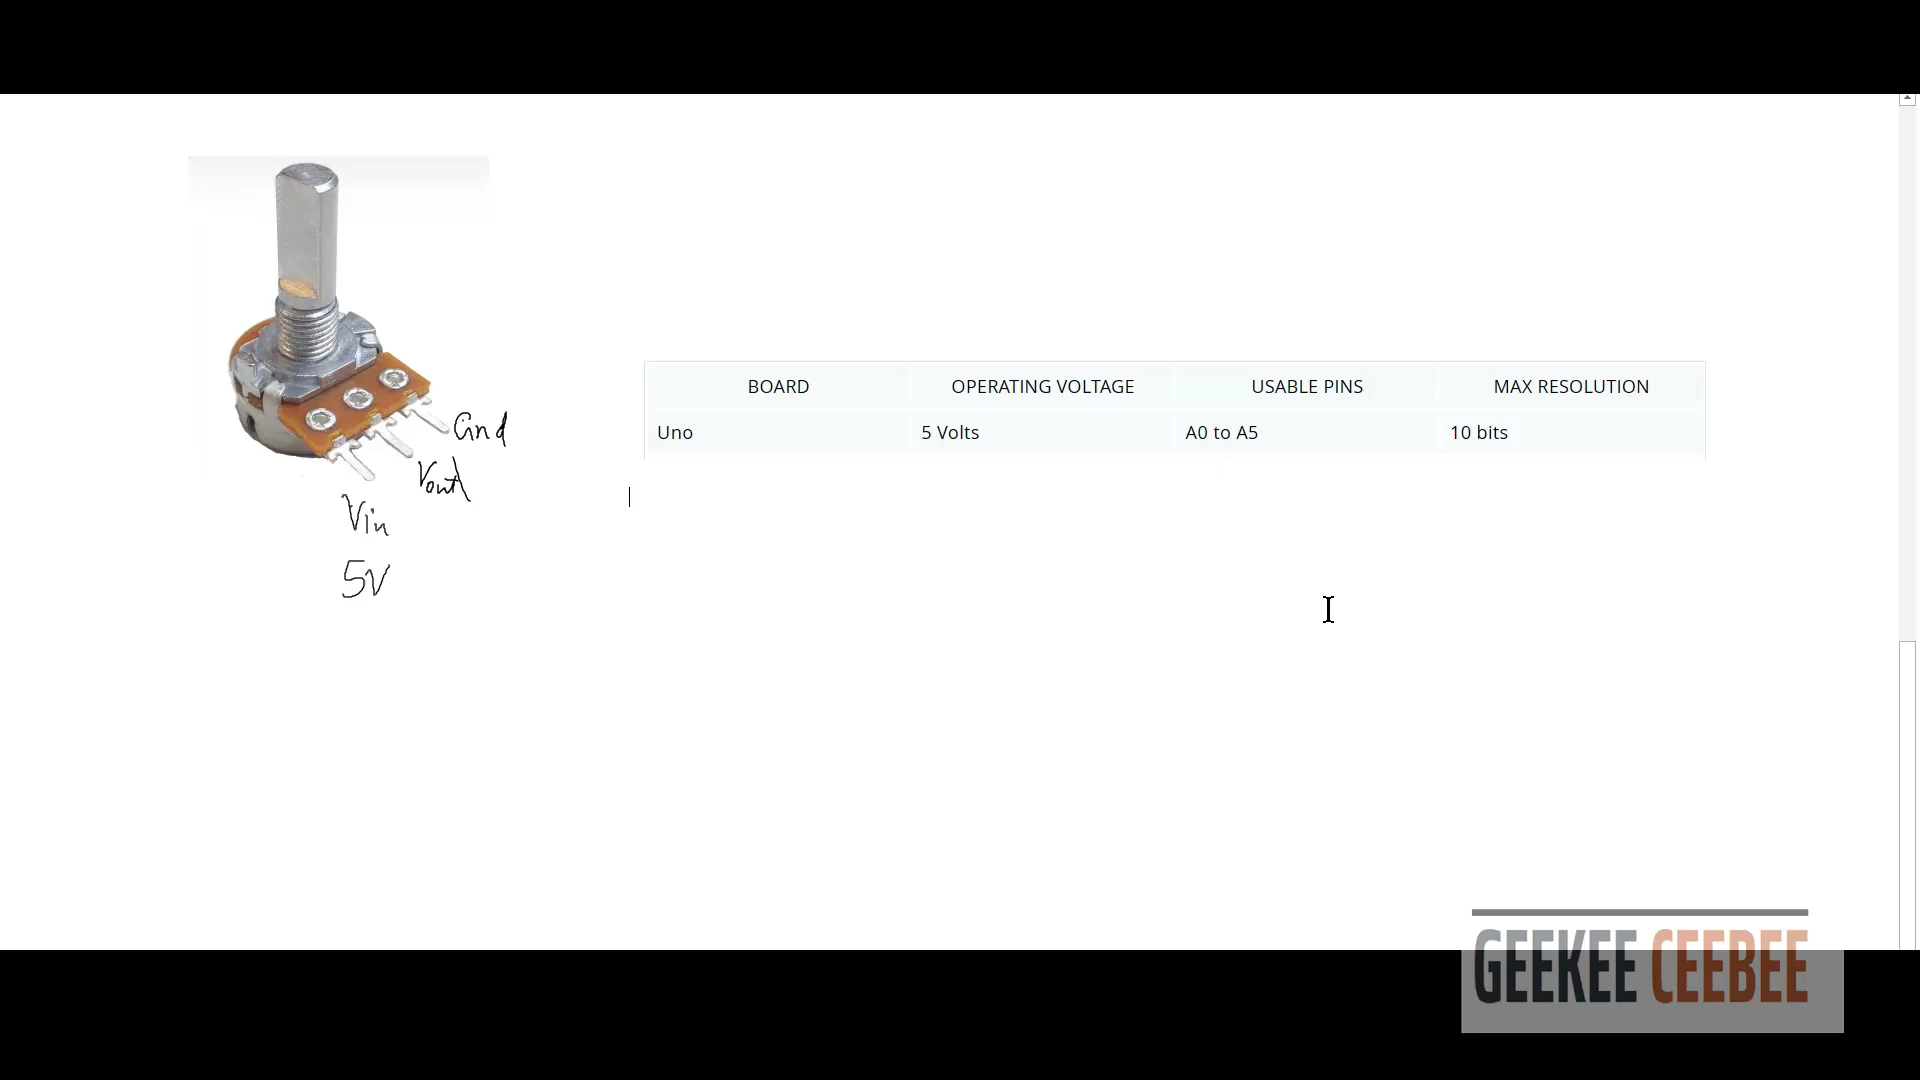 Gnd
Vout
Vin
5V
BOARD OPERATING VOLTAGE USABLE PINS MAX RESOLUTION
Uno 5 Volts A0 to A5 10 bits
GEEKEE CEEBEE